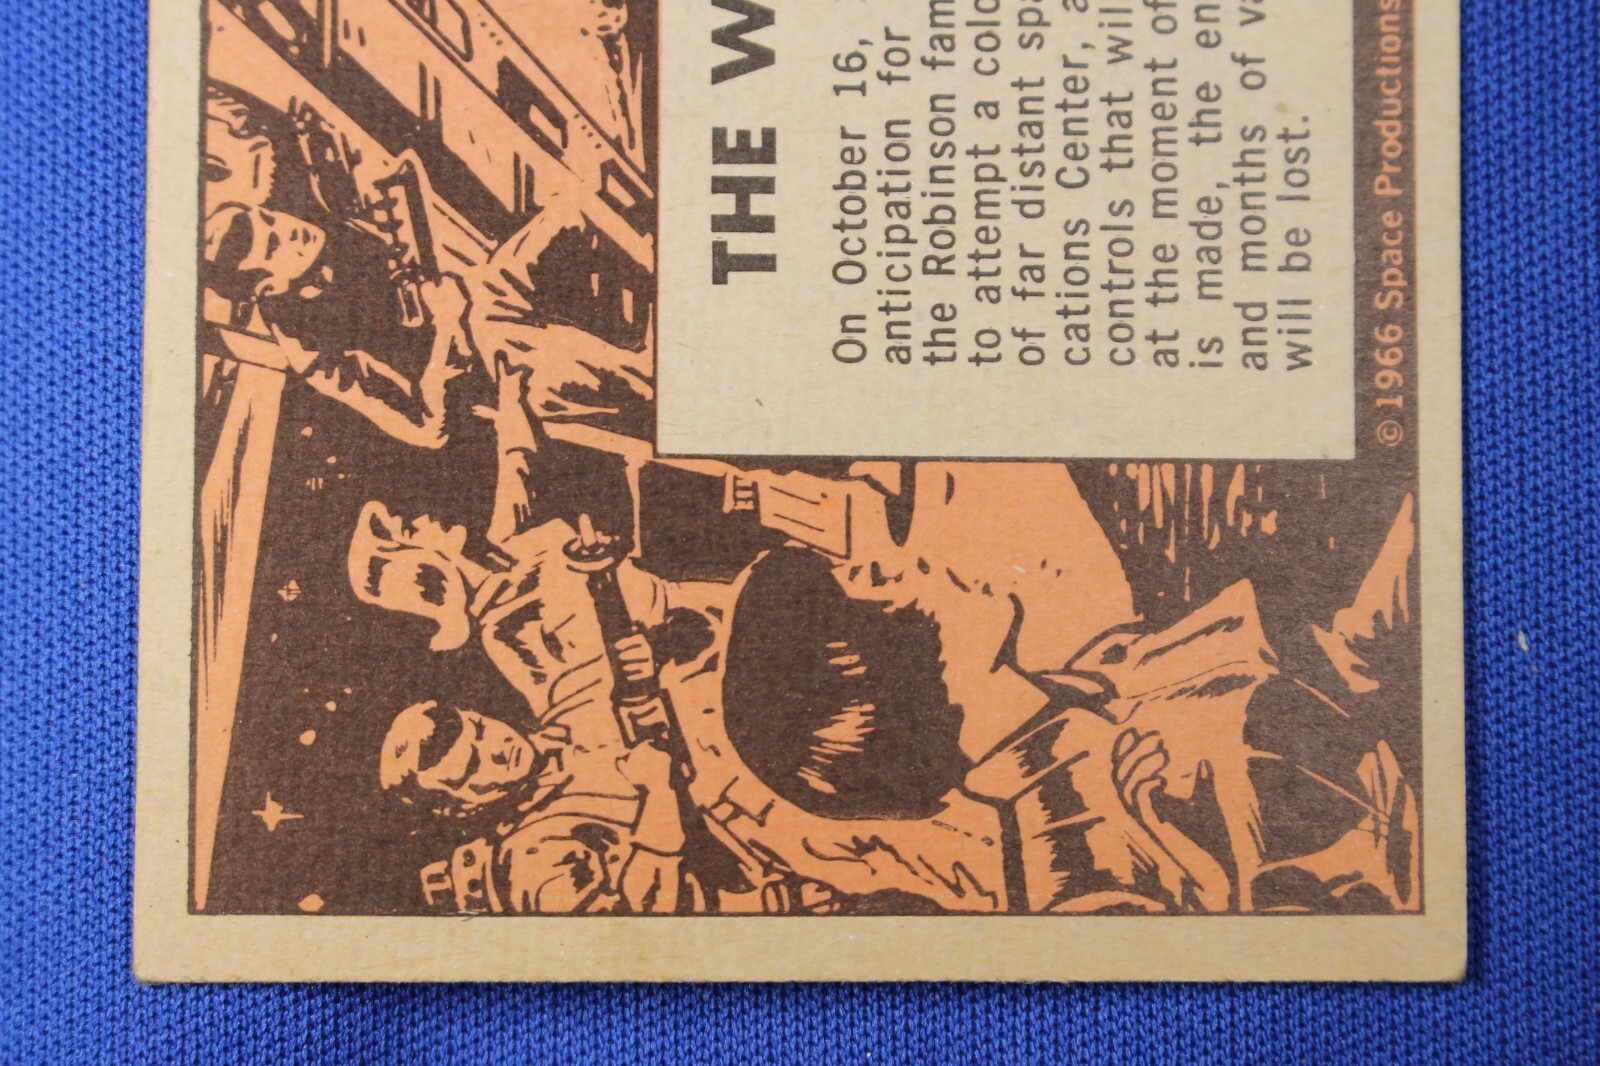 THE W
On October 16,
anticipation for
the Robinson fam
to attempt a colo
of far distant spa
cations Center, a
controls that wil
at the moment of
is made, the en
and months of va
will be lost.
©1966 Space Productions